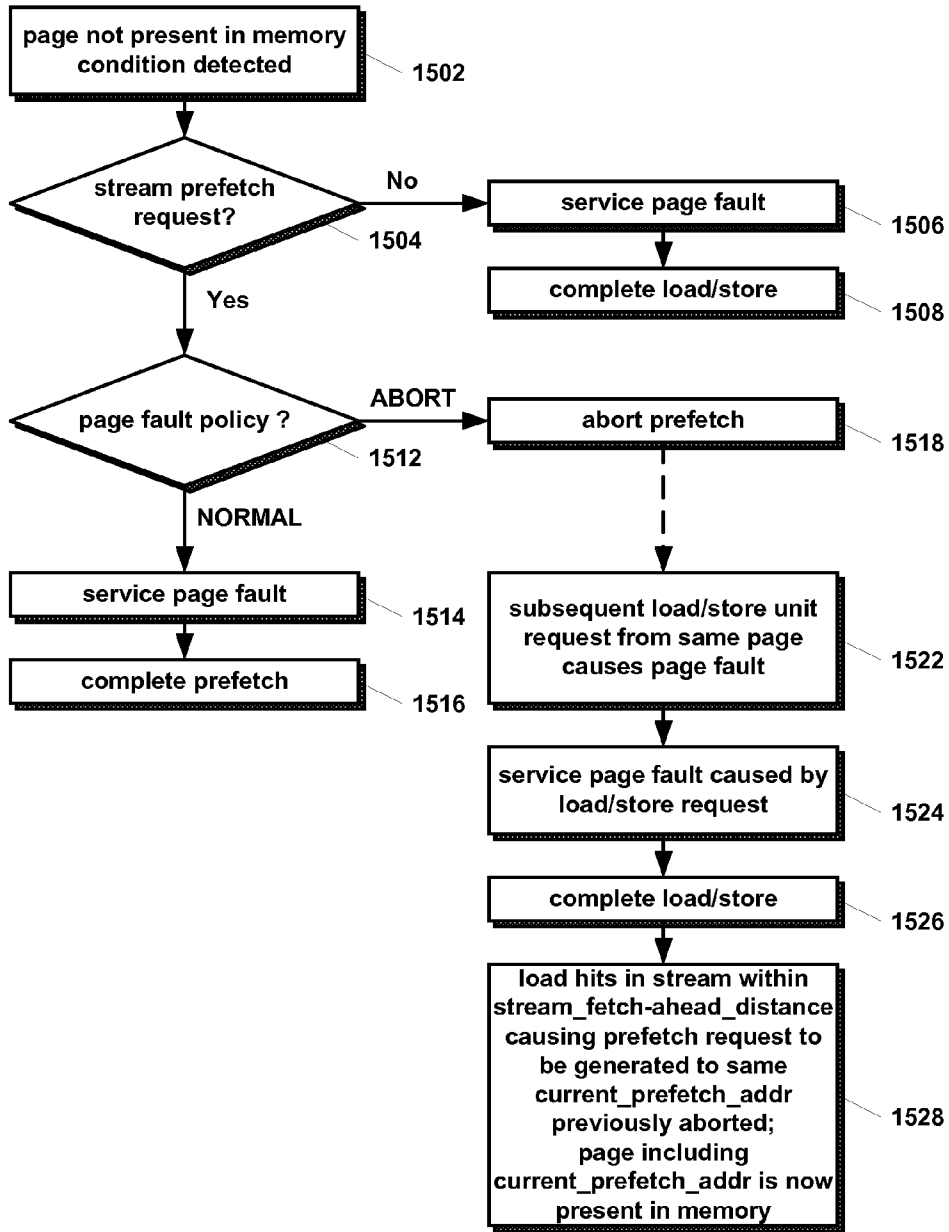 page not present in memory
condition detected
1502
stream prefetch
request?
1504
No
service page fault
1506
complete load/store
1508
Yes
page fault policy ?
1512
ABORT
abort prefetch
1518
NORMAL
service page fault
1514
complete prefetch
1516
subsequent load/store unit
request from same page
causes page fault
1522
service page fault caused by
load/store request
1524
complete load/store
1526
load hits in stream within
stream_fetch-ahead_distance
causing prefetch request to
be generated to same
current_prefetch_addr
previously aborted;
page including
current_prefetch_addr is now
present in memory
1528